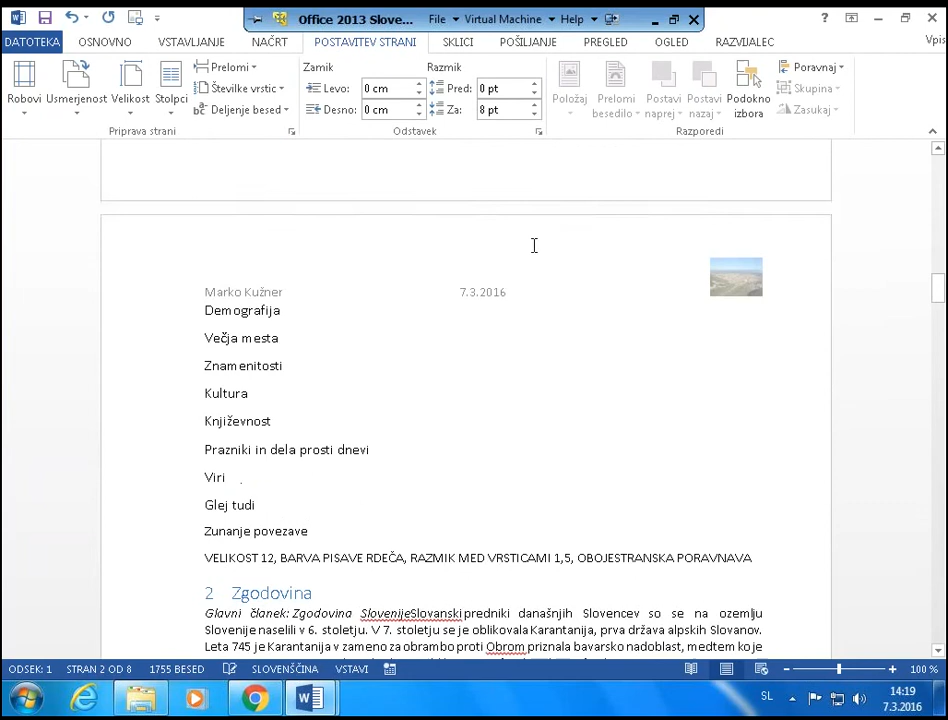 Office 2013 Slove... File Virtual Machine Help
DATOTEKA OSNOVNO VSTAVLJANJE NAČRT POSTAVITEV STRANI SKLICI POŠILJANJE PREGLED OGLED RAZVIJALEC Vpis
Robovi Usmerjenost Velikost Stolpci
Prelomi
Številke vrstic
Deljenje besed
Priprava strani
Zamik Razmik
Levo: 0 cm Pred: 0 pt
Desno: 0 cm Za: 8 pt
Odstavek
Položaj Prelomi besedilo Postavi naprej Postavi nazaj Podokno izbora
Poravnaj
Skupina
Zasukaj
Razporedi
Marko Kužner 7.3.2016
Demografija
Večja mesta
Znamenitosti
Kultura
Književnost
Prazniki in dela prosti dnevi
Viri
Glej tudi
Zunanje povezave
VELIKOST 12, BARVA PISAVE RDEČA, RAZMIK MED VRSTICAMI 1,5, OBOJESTRANSKA PORAVNAVA
2 Zgodovina
Glavni članek: Zgodovina SlovenijeSlovanski predniki današnjih Slovencev so se na ozemlju
Slovenije naselili v 6. stoletju. V 7. stoletju se je oblikovala Karantanija, prva država alpskih Slovanov.
Leta 745 je Karantanija v zameno za obrambo proti Obrom priznala bavarsko nadoblast, medtem ko je
ODSEK: 1 STRAN 2 OD 8 1755 BESED SLOVENŠČINA VSTAVI 100 %
SL 14:19
7.3.2016